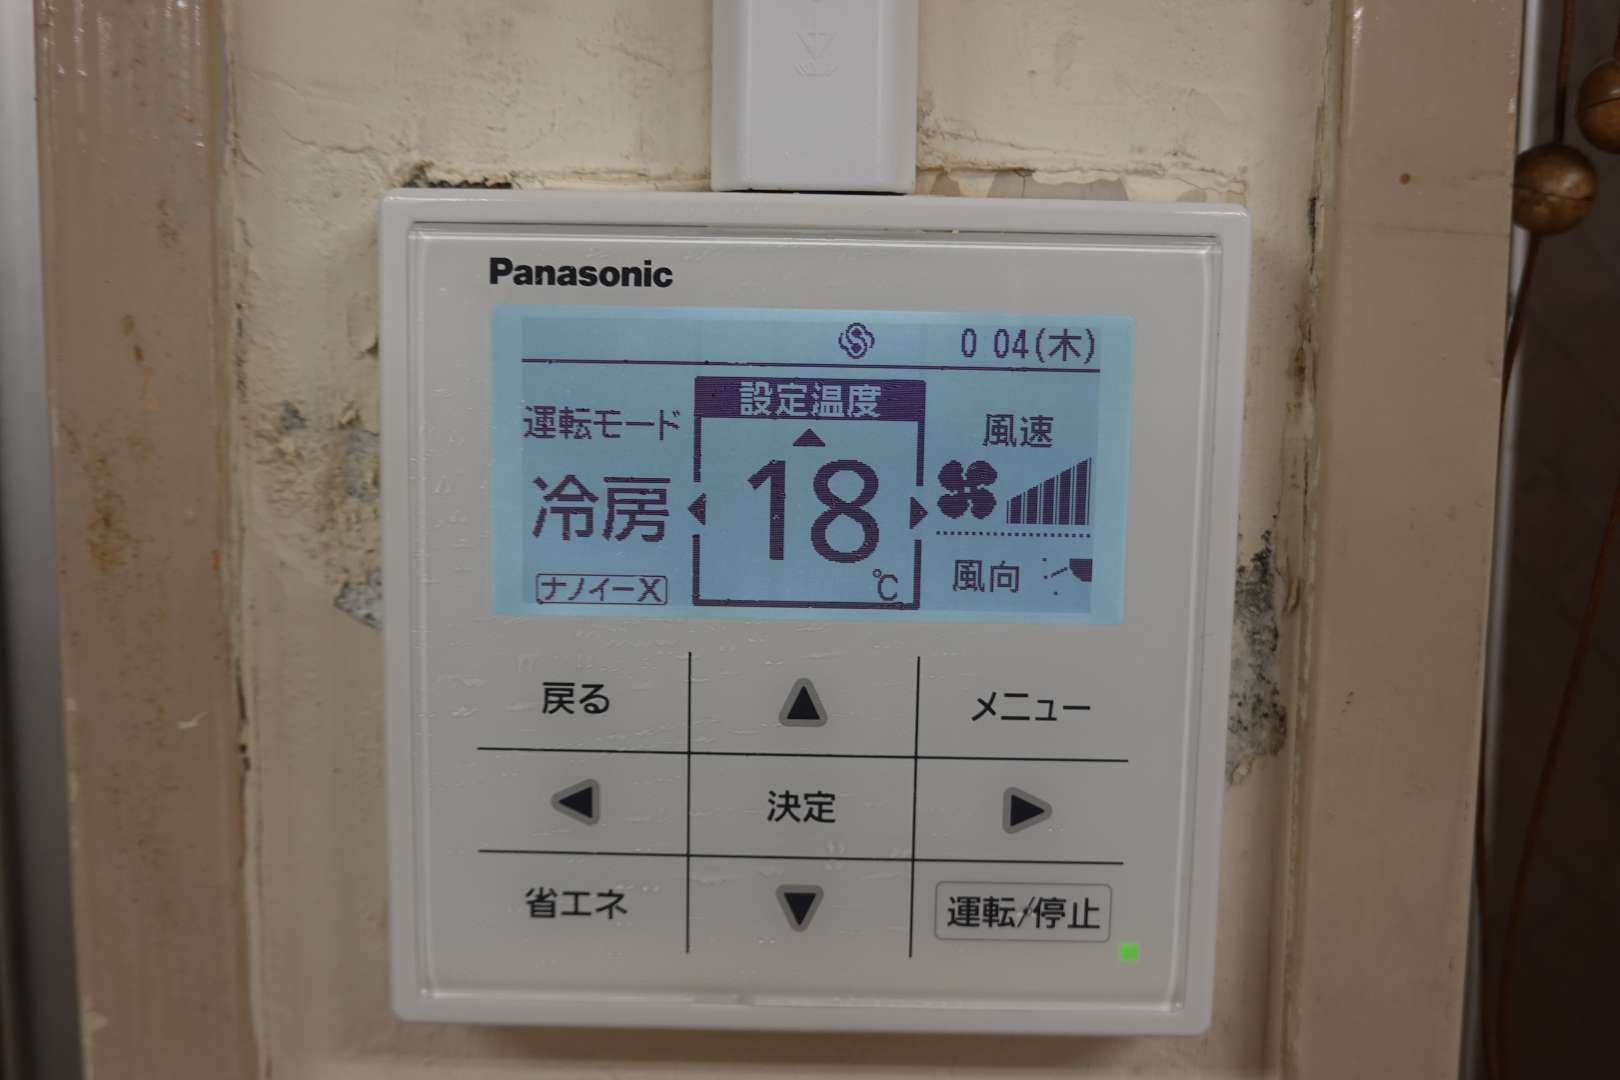 Panasonic
0 04(木)
運転モード
設定温度
風速
冷房
18
℃
風向
ナノイーX
戻る
メニュー
決定
省エネ
運転/停止